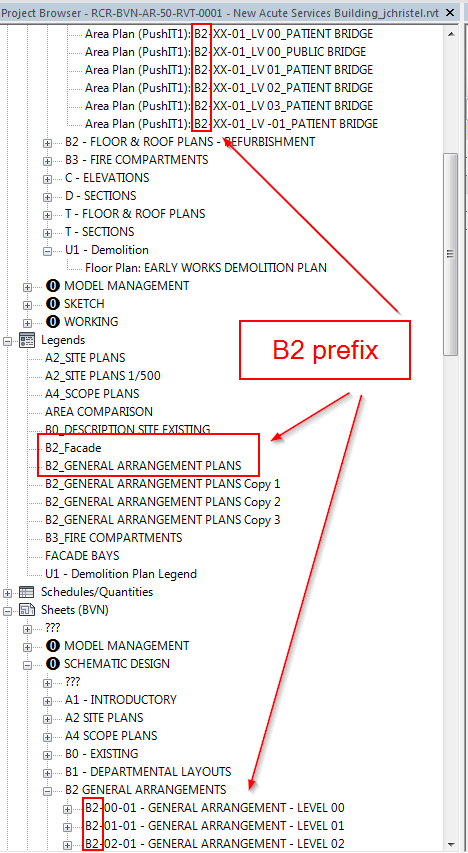 Project Browser - RCR-BVN-AR-50-RVT-0001 - New Acute Services Building_jchristel.rvt
Area Plan (PushIT1): B2-XX-01_LV 00_PATIENT BRIDGE
Area Plan (PushIT1): B2-XX-01_LV 00_PUBLIC BRIDGE
Area Plan (PushIT1): B2-XX-01_LV 01_PATIENT BRIDGE
Area Plan (PushIT1): B2-XX-01_LV 02_PATIENT BRIDGE
Area Plan (PushIT1): B2-XX-01_LV 03_PATIENT BRIDGE
Area Plan (PushIT1): B2-XX-01_LV -01_PATIENT BRIDGE
B2 - FLOOR & ROOF PLANS - REFURBISHMENT
B3 - FIRE COMPARTMENTS
C - ELEVATIONS
D - SECTIONS
T - FLOOR & ROOF PLANS
T - SECTIONS
U1 - Demolition
Floor Plan: EARLY WORKS DEMOLITION PLAN
0 MODEL MANAGEMENT
0 SKETCH
0 WORKING
B2 prefix
Legends
A2_SITE PLANS
A2_SITE PLANS 1/500
A4_SCOPE PLANS
AREA COMPARISON
B0_DESCRIPTION SITE EXISTING
B2_Facade
B2_GENERAL ARRANGEMENT PLANS
B2_GENERAL ARRANGEMENT PLANS Copy 1
B2_GENERAL ARRANGEMENT PLANS Copy 2
B2_GENERAL ARRANGEMENT PLANS Copy 3
B3_FIRE COMPARTMENTS
FACADE BAYS
U1 - Demolition Plan Legend
Schedules/Quantities
Sheets (BVN)
???
0 MODEL MANAGEMENT
0 SCHEMATIC DESIGN
???
A1 - INTRODUCTORY
A2 SITE PLANS
A4 SCOPE PLANS
B0 - EXISTING
B1 - DEPARTMENTAL LAYOUTS
B2 GENERAL ARRANGEMENTS
B2-00-01 - GENERAL ARRANGEMENT - LEVEL 00
B2-01-01 - GENERAL ARRANGEMENT - LEVEL 01
B2-02-01 - GENERAL ARRANGEMENT - LEVEL 02